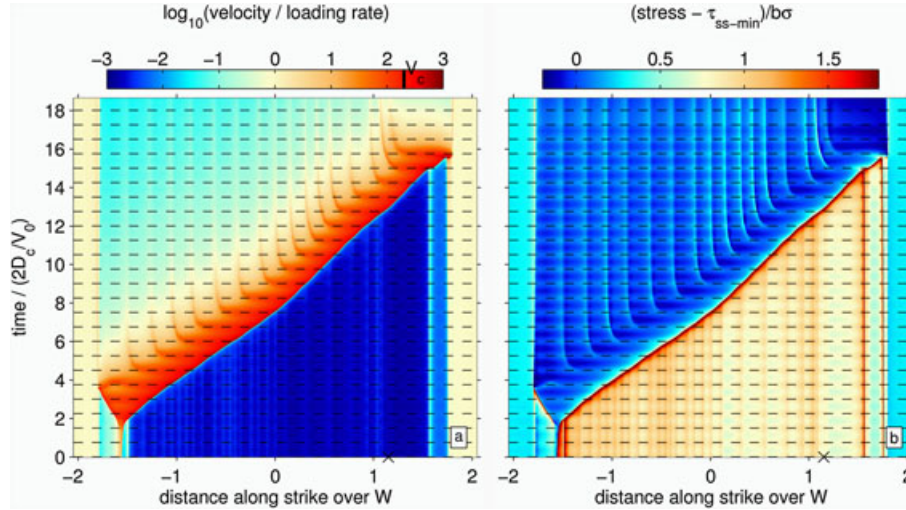 log10(velocity / loading rate)
(stress − τss−min)/bσ
−3 −2 −1 0 1 2 Vc 3
0 0.5 1 1.5
time / (2Dc/V0)
18
16
14
12
10
8
6
4
2
0
a
b
−2 −1 0 1 2
−2 −1 0 1 2
distance along strike over W
distance along strike over W